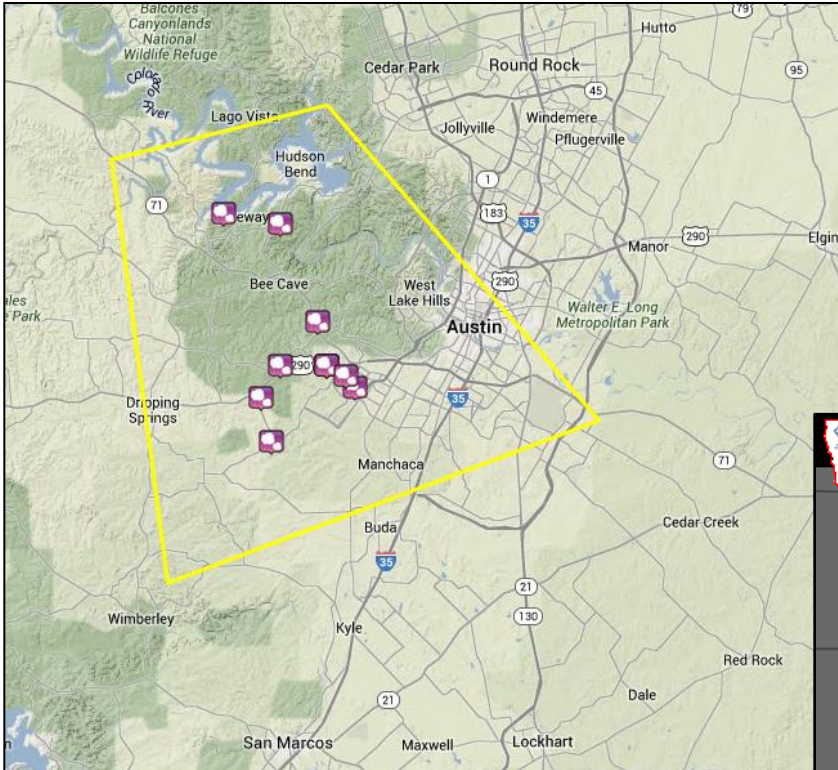 Balcones
Canyonlands
National
Wildlife Refuge
79
Hutto
Colorado
River
Cedar Park
Round Rock
95
45
Lago Vista
Windemere
Jollyville
Pflugerville
Hudson
Bend
1
71
183
35
290
Manor
Elgin
Bee Cave
West
Lake Hills
290
Walter E. Long
Metropolitan Park
Austin
Park
290
Dripping
Springs
35
Manchaca
71
Buda
Cedar Creek
35
21
Wimberley
130
Kyle
Red Rock
21
Dale
San Marcos
Maxwell
Lockhart